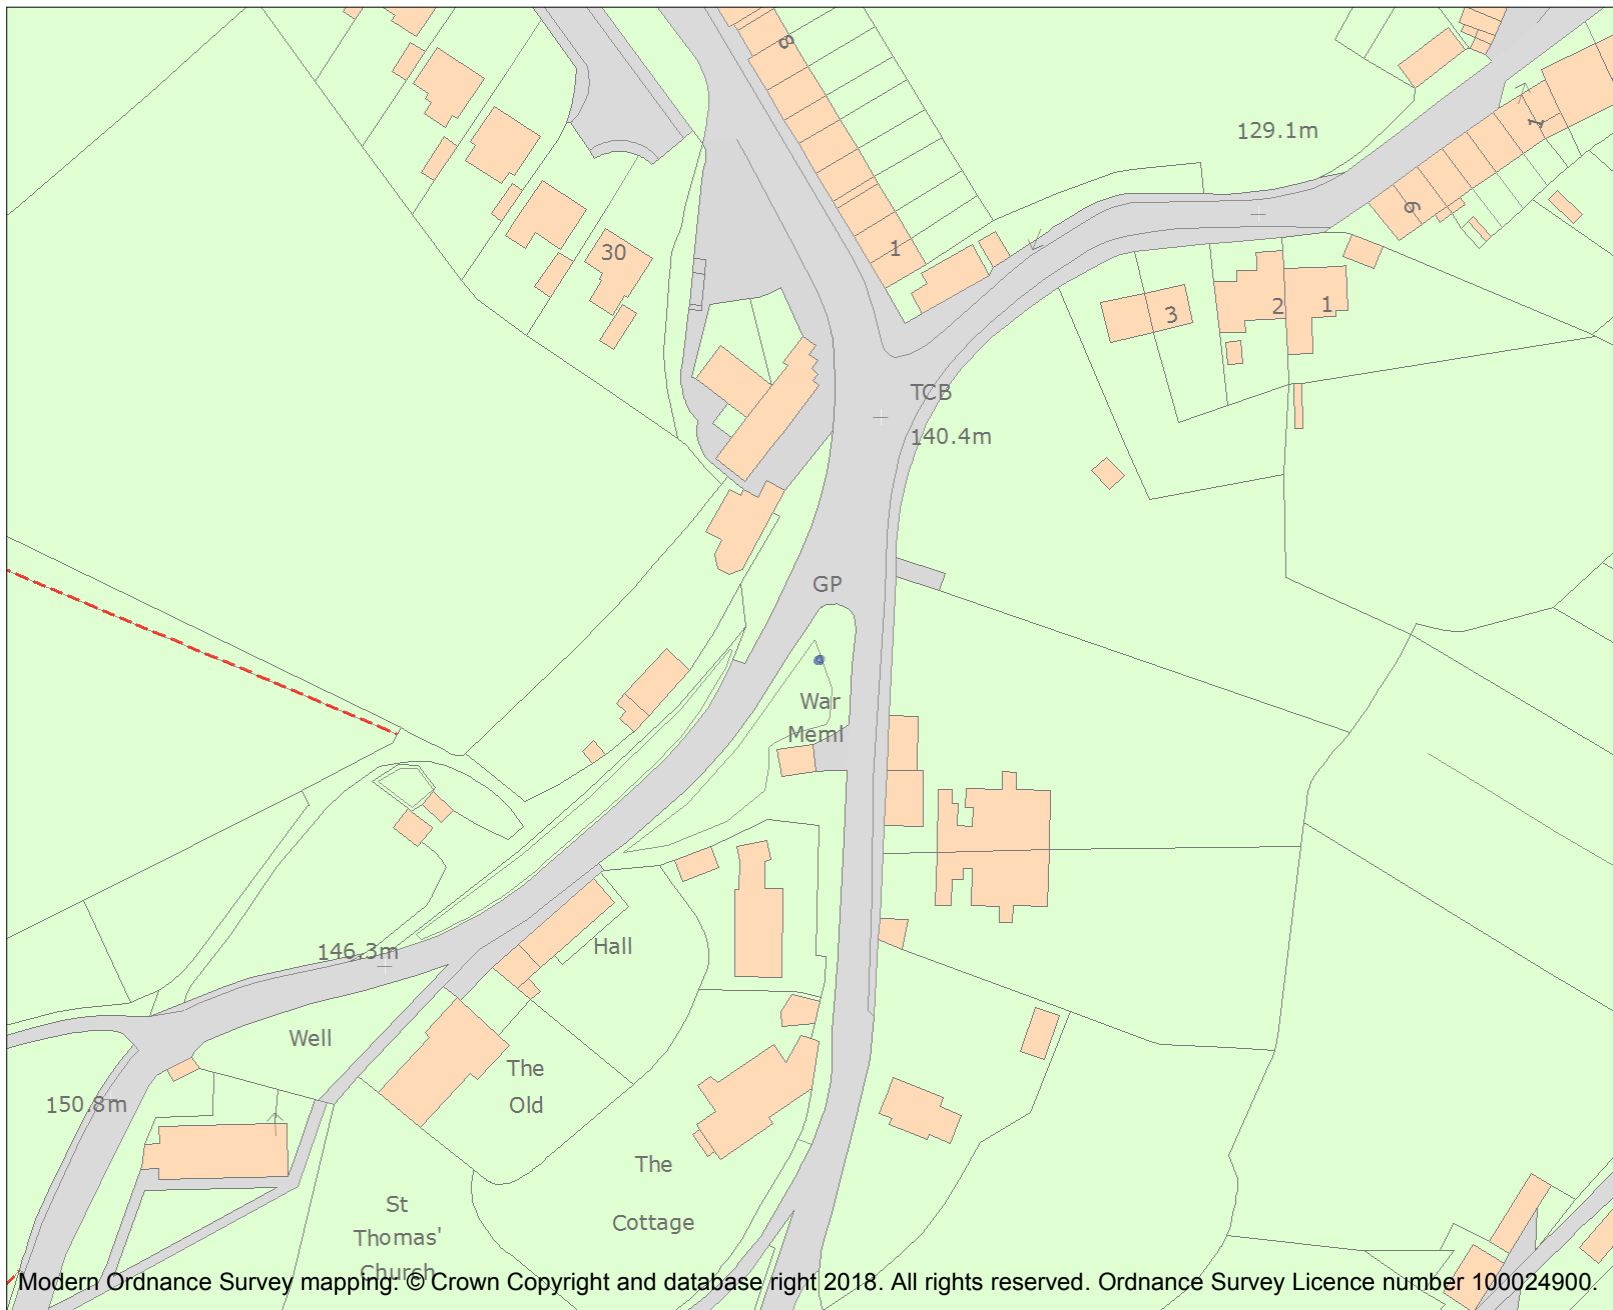 8
129.1m
1
6
30
1
3
2
1
TCB
140.4m
GP
War
Meml
146.3m
Hall
Well
The
Old
150.8m
The
Cottage
St
Thomas'
Church
Modern Ordnance Survey mapping: © Crown Copyright and database right 2018. All rights reserved. Ordnance Survey Licence number 100024900.